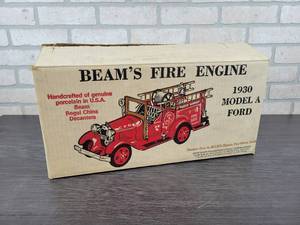 BEAM'S FIRE ENGINE
Handcrafted of genuine
porcelain in U.S.A.
Beam
Regal China
Decanters
1930
MODEL A
FORD